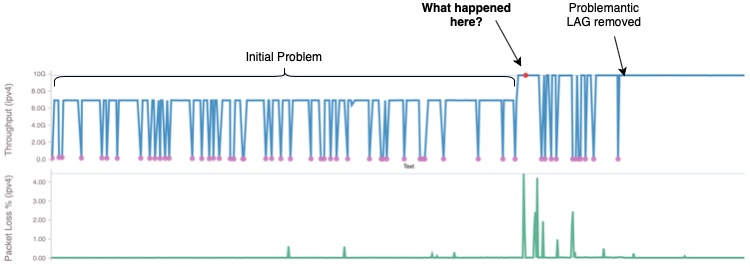 What happened
here?
Problemantic
LAG removed
Initial Problem
Throughput (ipv4)
10G
8.0G
6.0G
4.0G
2.0G
0.0
Text
Packet Loss % (ipv4)
4.00
3.00
2.00
1.00
0.00